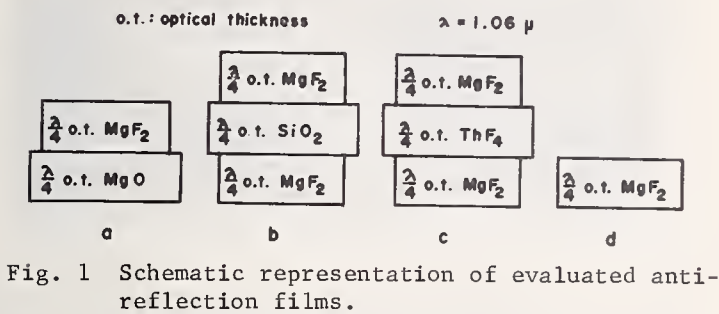 o.t.: optical thickness λ = 1.06 μ
λ/4 o.t. MgF₂ λ/4 o.t. MgF₂
λ/4 o.t. MgF₂ λ/4 o.t. SiO₂ λ/4 o.t. ThF₄
λ/4 o.t. MgO λ/4 o.t. MgF₂ λ/4 o.t. MgF₂ λ/4 o.t. MgF₂
a b c d
Fig. 1 Schematic representation of evaluated anti-
reflection films.